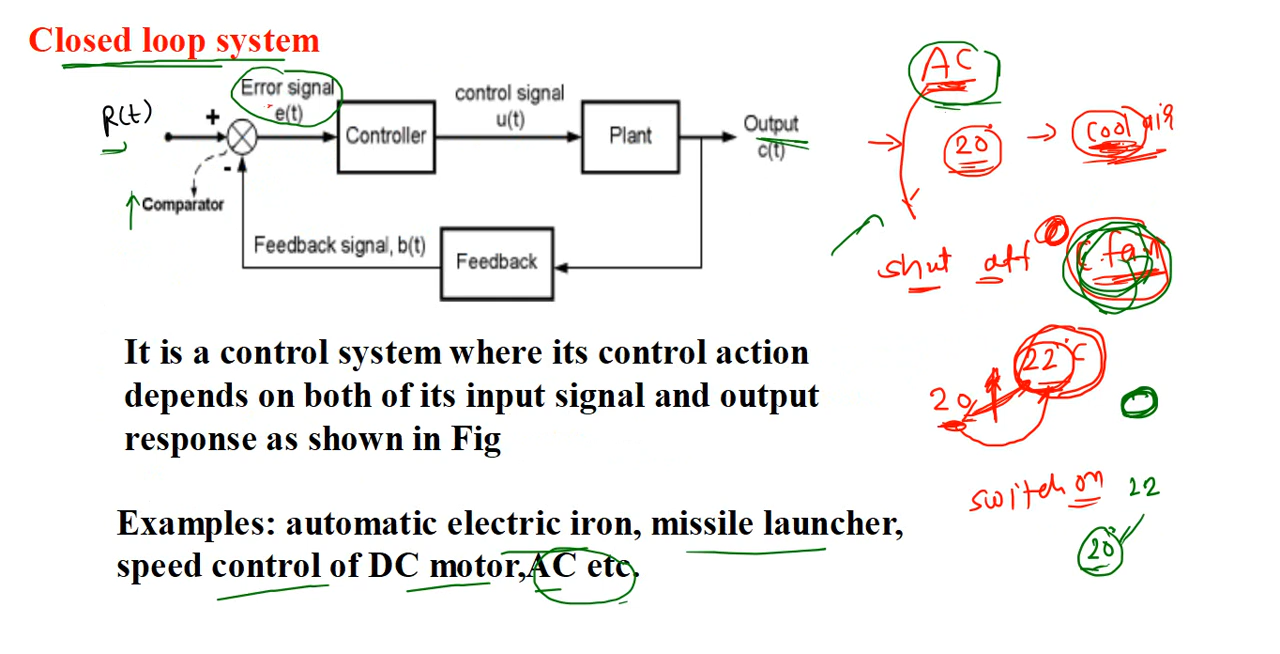 Closed loop system
Error signal
e(t)
R(t)
+
-
Controller
control signal
u(t)
Plant
Output
c(t)
Comparator
Feedback signal, b(t)
Feedback
It is a control system where its control action
depends on both of its input signal and output
response as shown in Fig
Examples: automatic electric iron, missile launcher,
speed control of DC motor,AC etc.
AC
20° → cool air
shut off
fan
22°C
20
switch on 22
20°